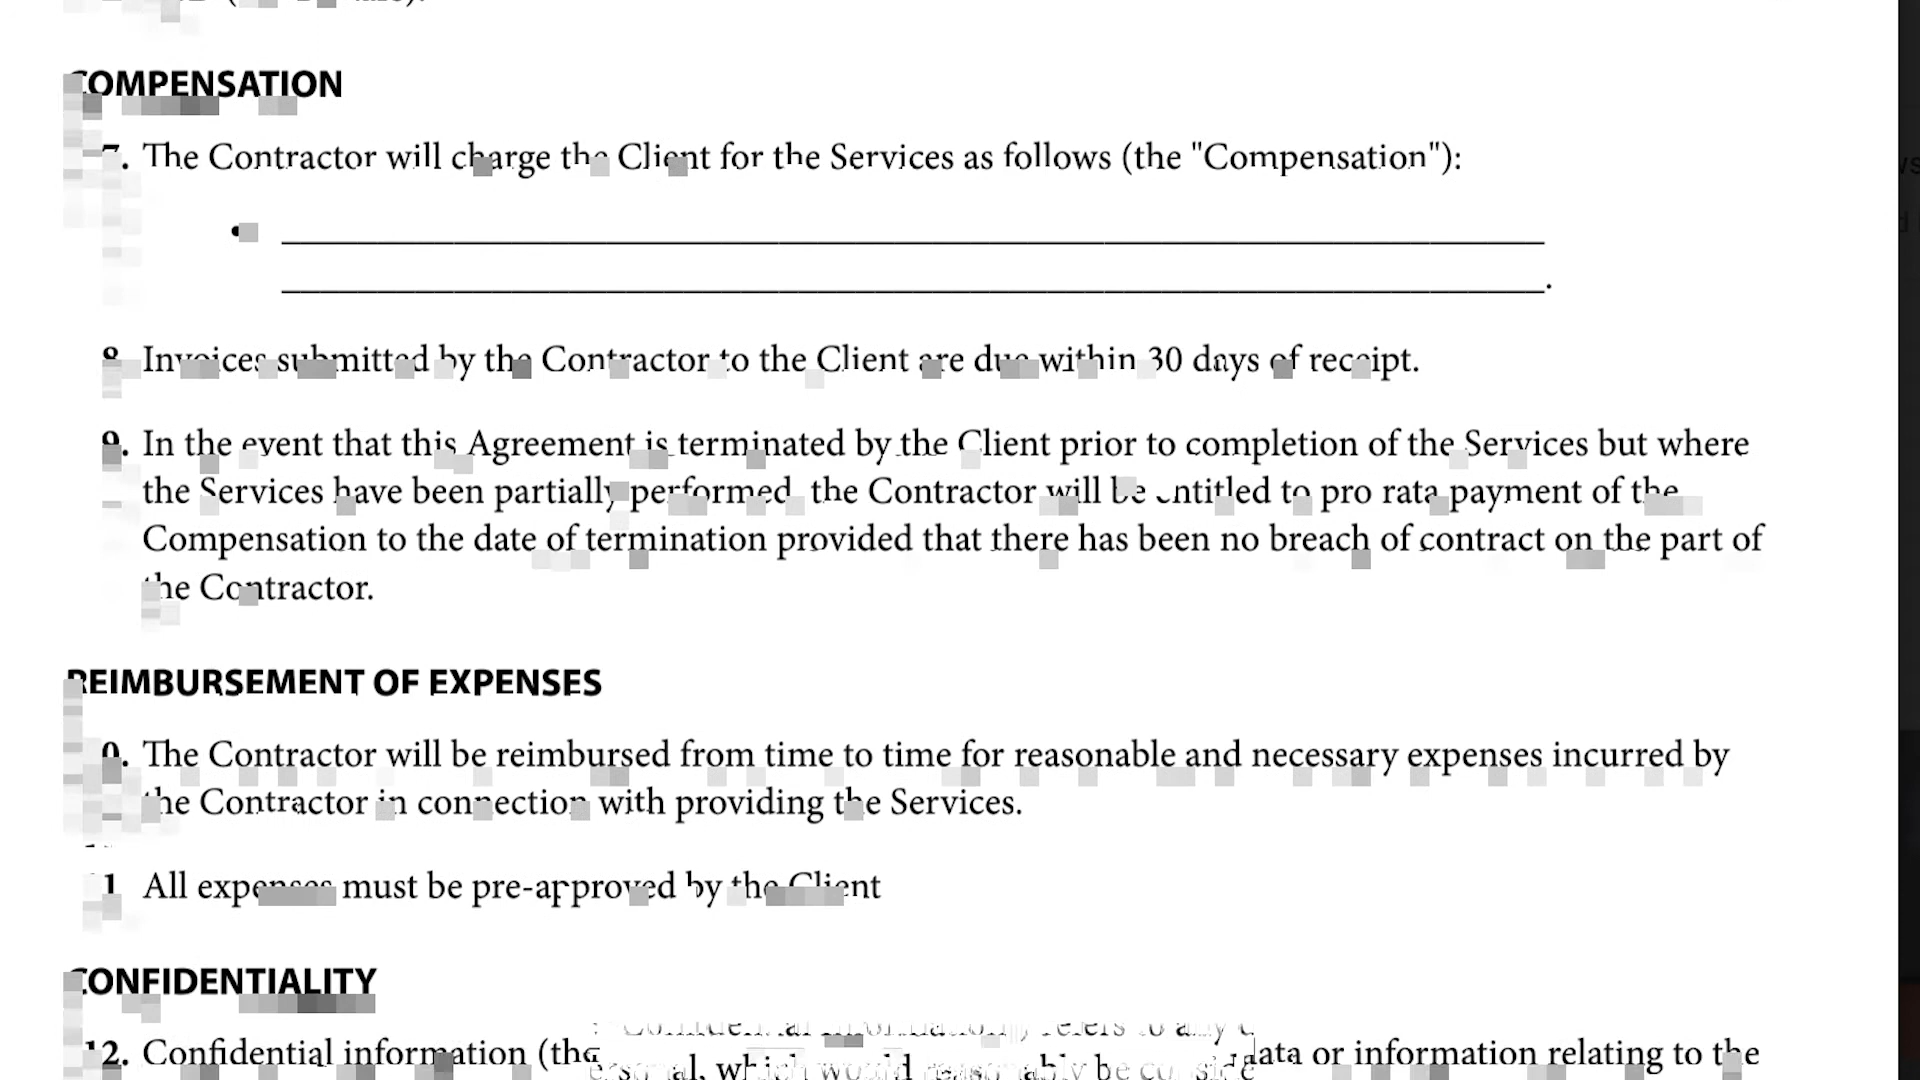 COMPENSATION
7. The Contractor will charge the Client for the Services as follows (the "Compensation"):
• ____________________
____________________.
8. Invoices submitted by the Contractor to the Client are due within 30 days of receipt.
9. In the event that this Agreement is terminated by the Client prior to completion of the Services but where
the Services have been partially performed, the Contractor will be entitled to pro rata payment of the
Compensation to the date of termination provided that there has been no breach of contract on the part of
the Contractor.
REIMBURSEMENT OF EXPENSES
10. The Contractor will be reimbursed from time to time for reasonable and necessary expenses incurred by
the Contractor in connection with providing the Services.
11 All expenses must be pre-approved by the Client
CONFIDENTIALITY
12. Confidential information (the data or information relating to the
which would reasonably be